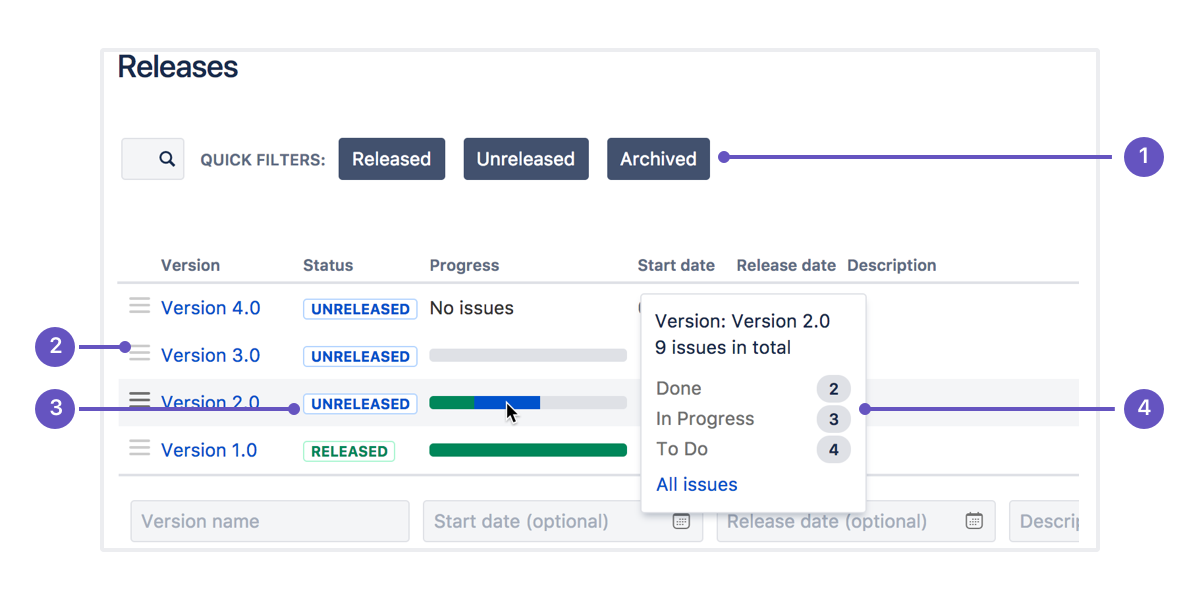 Releases
QUICK FILTERS: Released Unreleased Archived
1
Version Status Progress Start date Release date Description
Version 4.0 UNRELEASED No issues
2
Version 3.0 UNRELEASED
3
Version 2.0 UNRELEASED
Version 1.0 RELEASED
Version: Version 2.0
9 issues in total
Done 2
In Progress 3
To Do 4
All issues
4
Version name Start date (optional) Release date (optional) Descrip